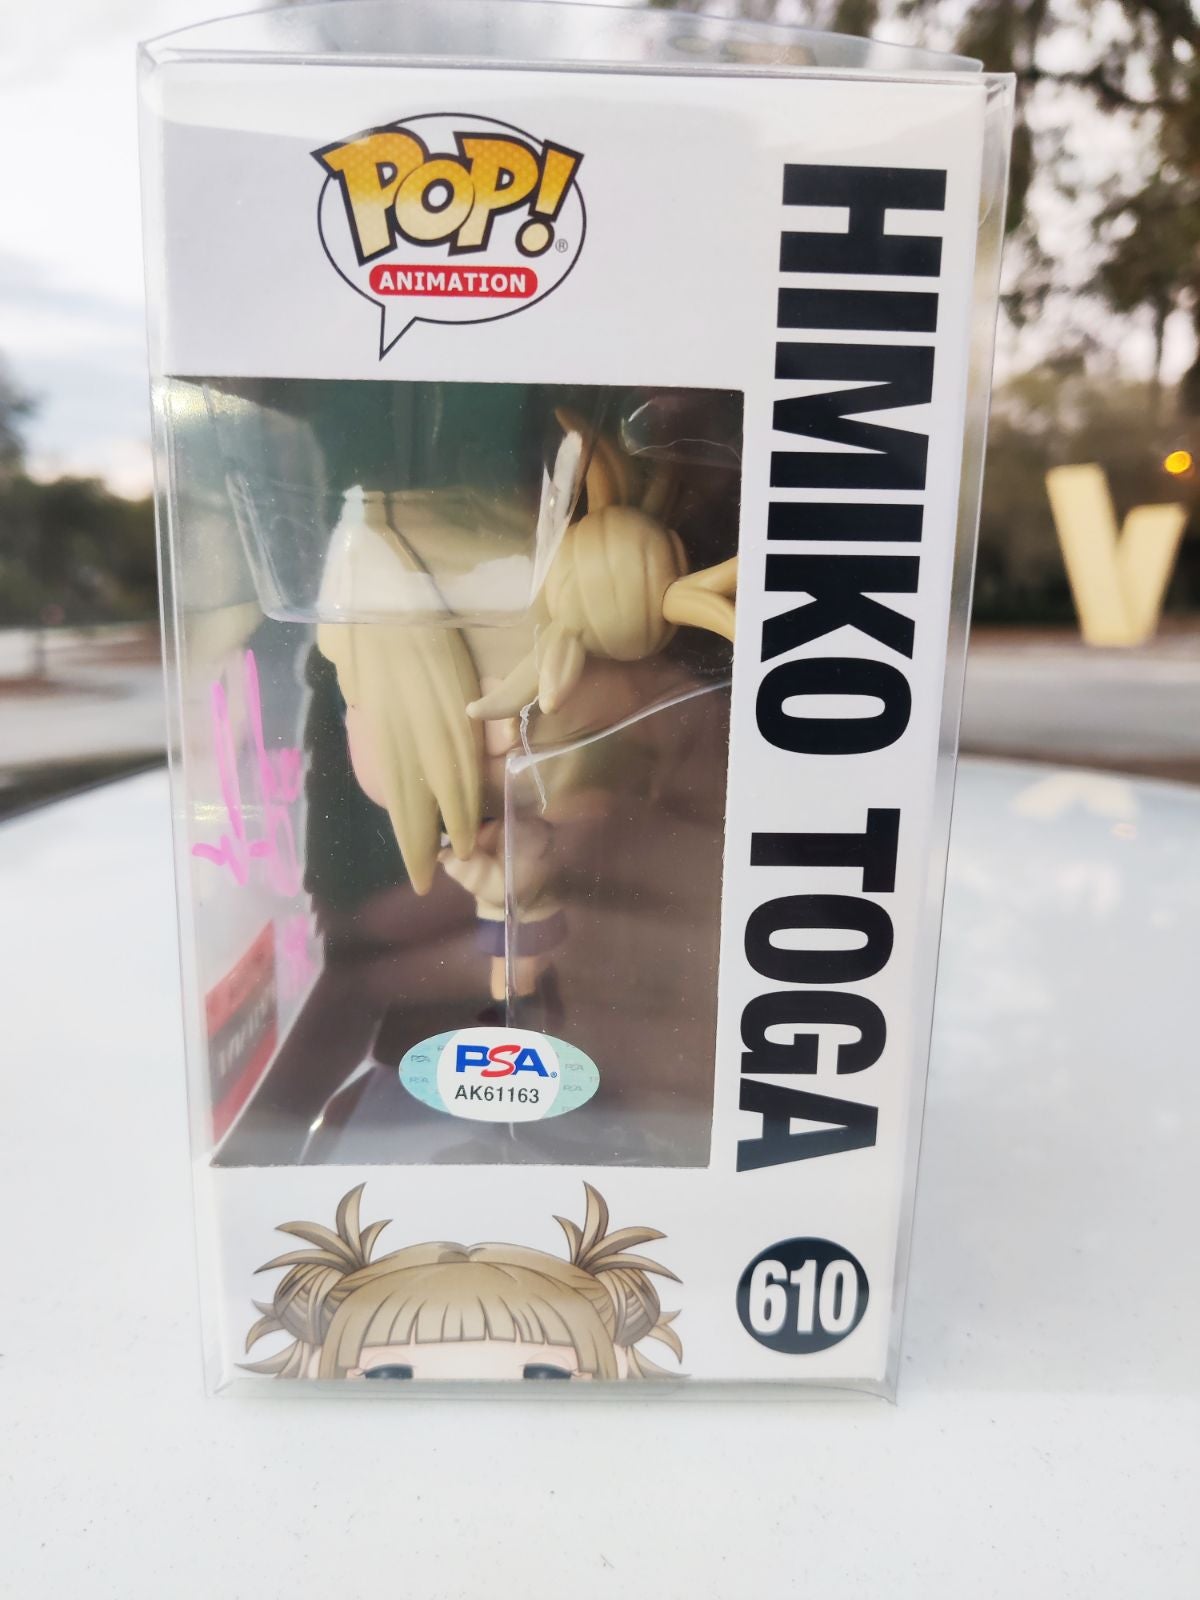 POP!®
ANIMATION
HIMIKO TOGA
PSA®
AK61163
610